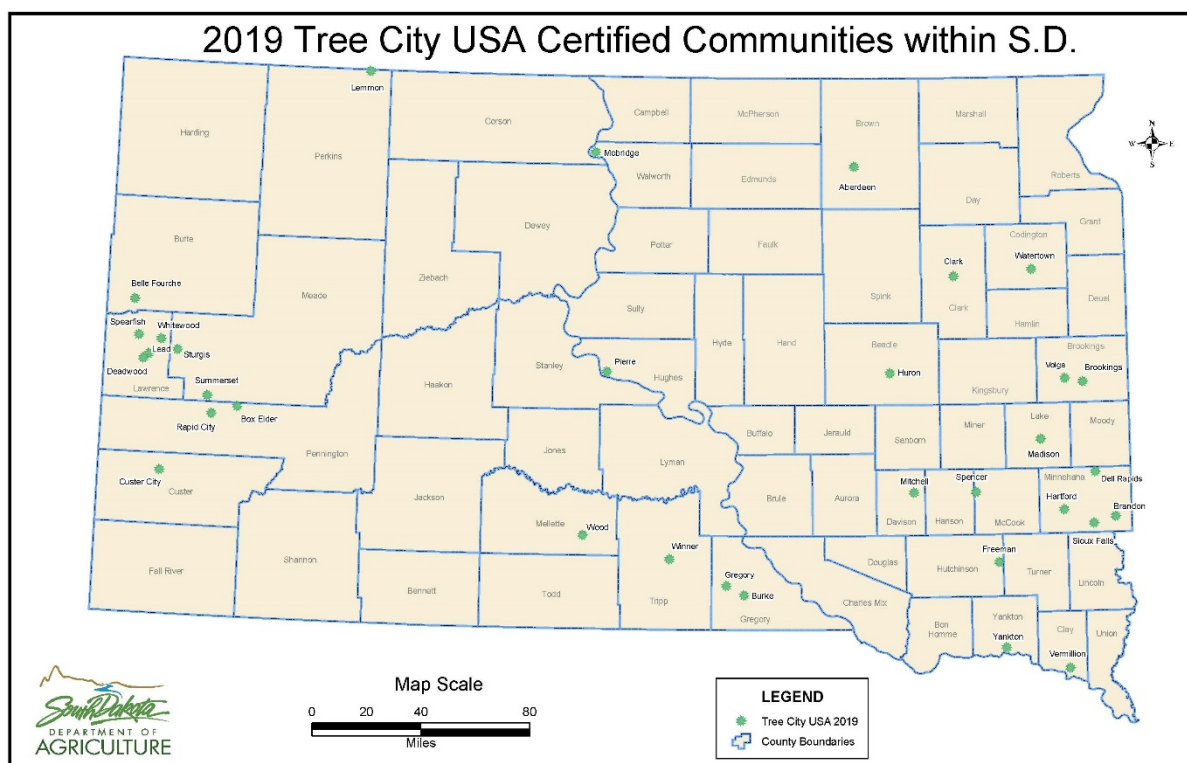 2019 Tree City USA Certified Communities within S.D.
Lemmon
Harding
Perkins
Corson
Campbell
McPherson
Brown
Marshall
Roberts
N
W
E
S
Mobridge
Walworth
Edmunds
Aberdaen
Day
Grant
Butte
Dewey
Potter
Faulk
Codington
Clark
Watertown
Meade
Ziebach
Belle Fourche
Sully
Spink
Clark
Deuel
Hamlin
Spearfish
Whitewood
Lead
Sturgis
Deadwood
Lawrence
Summerset
Haakon
Stanley
Pierre
Hughes
Hyde
Hand
Beadle
Huron
Kingsbury
Brookings
Volga
Brookings
Rapid City
Box Elder
Pennington
Custer City
Custer
Jackson
Jones
Lyman
Buffalo
Jerauld
Sanborn
Miner
Lake
Madison
Moody
Brule
Aurora
Mitchell
Davison
Spencer
Hanson
McCook
Minnehaha
Dell Rapids
Hartford
Brandon
Sioux Falls
Fall River
Shannon
Bennett
Mellette
Wood
Todd
Winner
Tripp
Gregory
Burke
Gregory
Charles Mix
Douglas
Hutchinson
Freeman
Turner
Lincoln
Bon
Homme
Yankton
Yankton
Clay
Vermillion
Union
South Dakota
DEPARTMENT OF
AGRICULTURE
Map Scale
0 20 40 80
Miles
LEGEND
Tree City USA 2019
County Boundaries